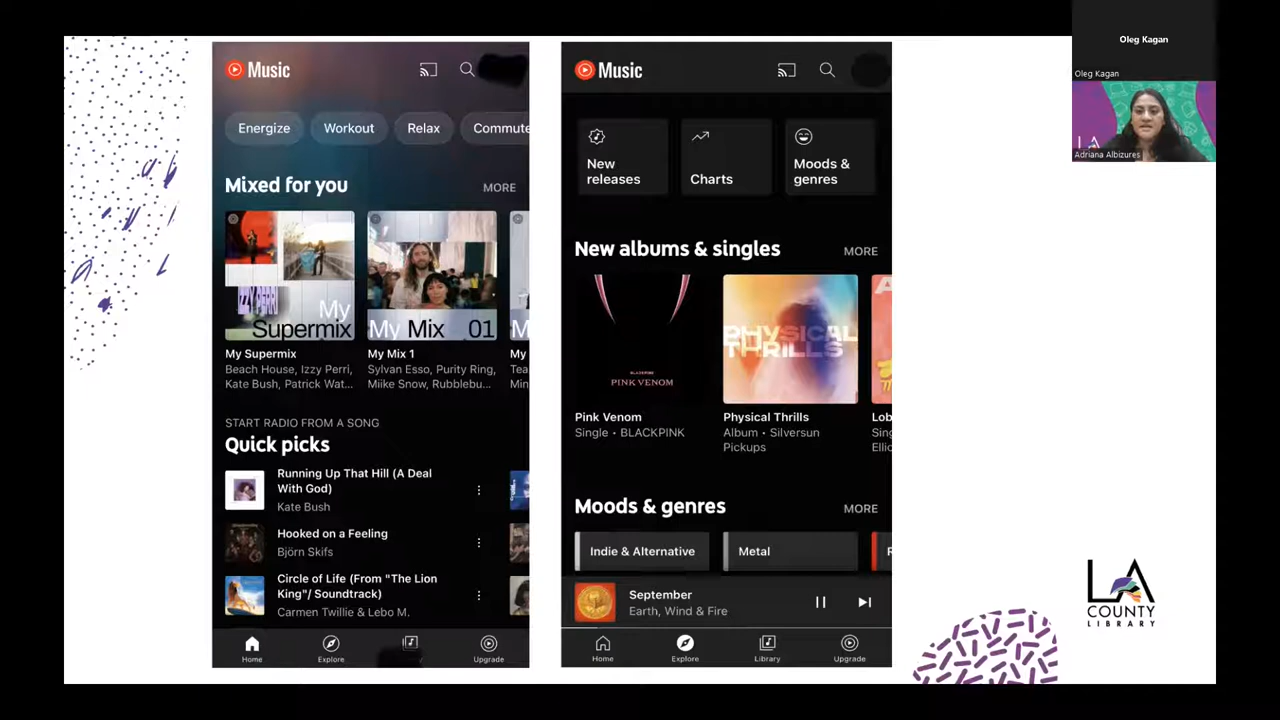 Music
Energize
Workout
Relax
Commute
Mixed for you
MORE
My
Supermix
My Mix 01
My Supermix
Beach House, Izzy Perri,
Kate Bush, Patrick Wat...
My Mix 1
Sylvan Esso, Purity Ring,
Miike Snow, Rubblebu...
My
START RADIO FROM A SONG
Quick picks
Running Up That Hill (A Deal
With God)
Kate Bush
Hooked on a Feeling
Björn Skifs
Circle of Life (From "The Lion
King"/ Soundtrack)
Carmen Twillie & Lebo M.
Home
Explore
Upgrade
Music
New
releases
Charts
Moods &
genres
New albums & singles
MORE
BLACKPINK
PINK VENOM
PHYSICAL
THRILLS
Pink Venom
Single • BLACKPINK
Physical Thrills
Album • Silversun
Pickups
Lob
Sing
Ellio
Moods & genres
MORE
Indie & Alternative
Metal
September
Earth, Wind & Fire
Home
Explore
Library
Upgrade
Oleg Kagan
Oleg Kagan
LA
Adriana Albizures
LA
COUNTY
LIBRARY